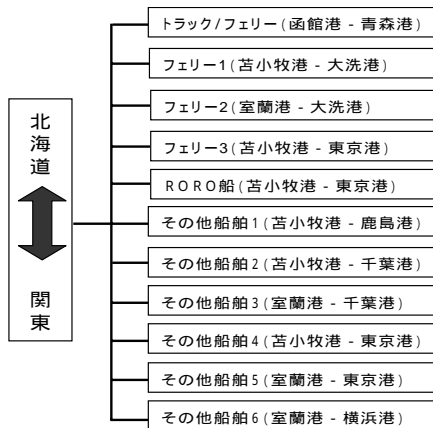 北海道
関東
トラック/フェリー(函館港 - 青森港)
フェリー1(苫小牧港 - 大洗港)
フェリー2(室蘭港 - 大洗港)
フェリー3(苫小牧港 - 東京港)
RORO船(苫小牧港 - 東京港)
その他船舶1(苫小牧港 - 鹿島港)
その他船舶2(苫小牧港 - 千葉港)
その他船舶3(室蘭港 - 千葉港)
その他船舶4(苫小牧港 - 東京港)
その他船舶5(室蘭港 - 東京港)
その他船舶6(室蘭港 - 横浜港)